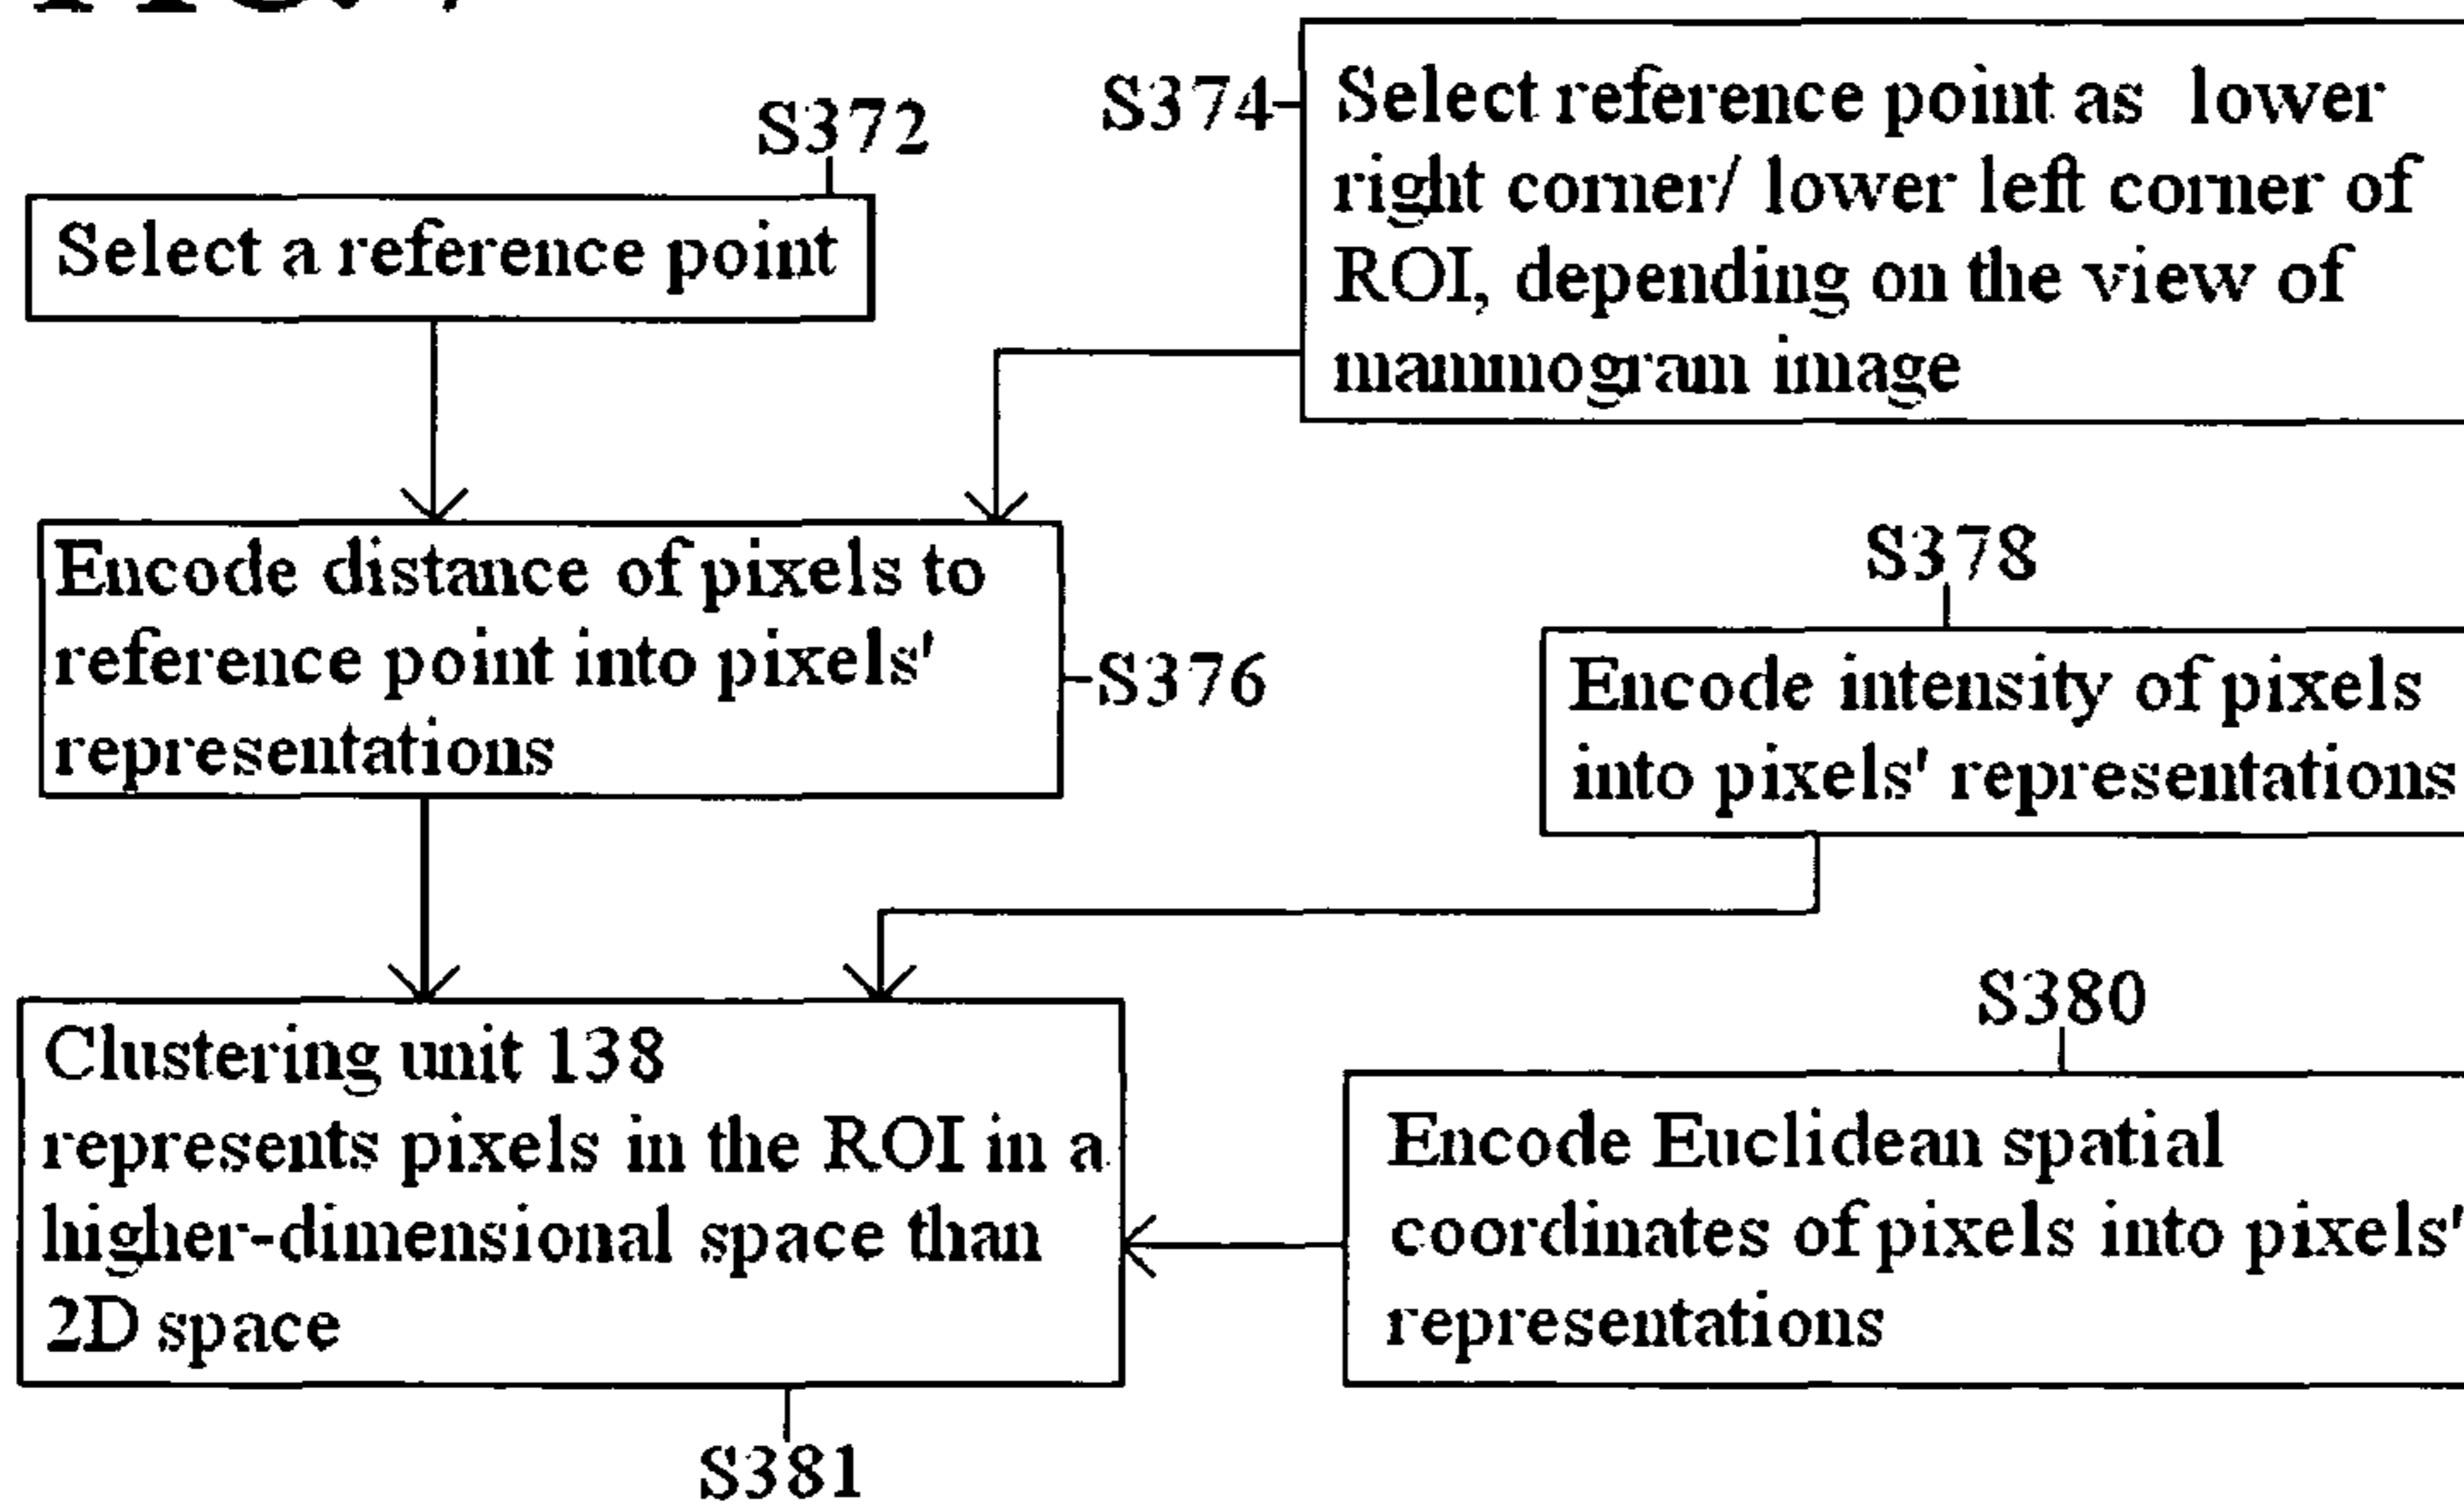 S372
Select a reference point
S374
Select reference point as lower
right corner/ lower left corner of
ROI, depending on the view of
mammogram image
Encode distance of pixels to
reference point into pixels'
representations
S376
S378
Encode intensity of pixels
into pixels' representations
Clustering unit 138
represents pixels in the ROI in a
higher-dimensional space than
2D space
S381
S380
Encode Euclidean spatial
coordinates of pixels into pixels'
representations